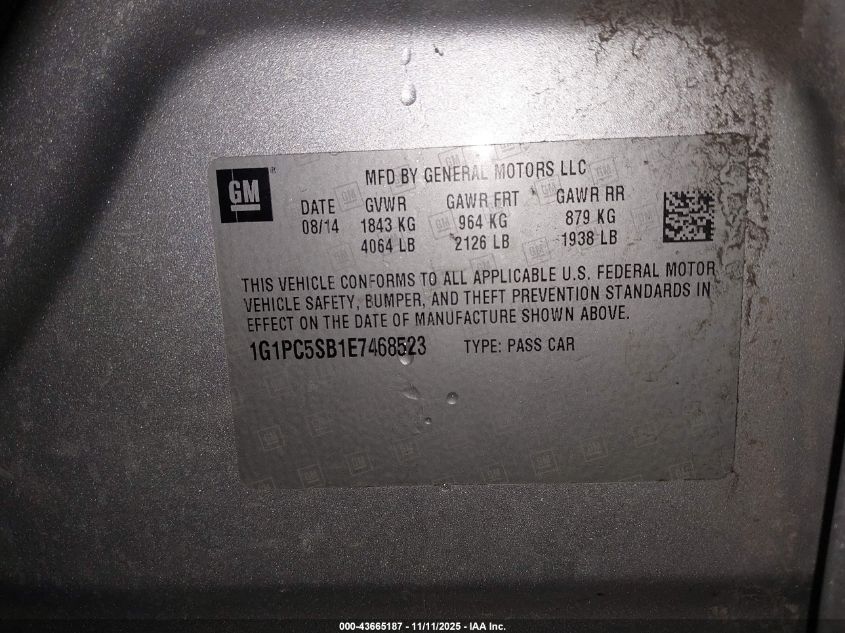 GM
MFD BY GENERAL MOTORS LLC
DATE GVWR GAWR FRT GAWR RR
08/14 1843 KG 964 KG 879 KG
4064 LB 2126 LB 1938 LB
THIS VEHICLE CONFORMS TO ALL APPLICABLE U.S. FEDERAL MOTOR
VEHICLE SAFETY, BUMPER, AND THEFT PREVENTION STANDARDS IN
EFFECT ON THE DATE OF MANUFACTURE SHOWN ABOVE.
1G1PC5SB1E7468523 TYPE: PASS CAR
000-43665187 - 11/11/2025 - IAA Inc.